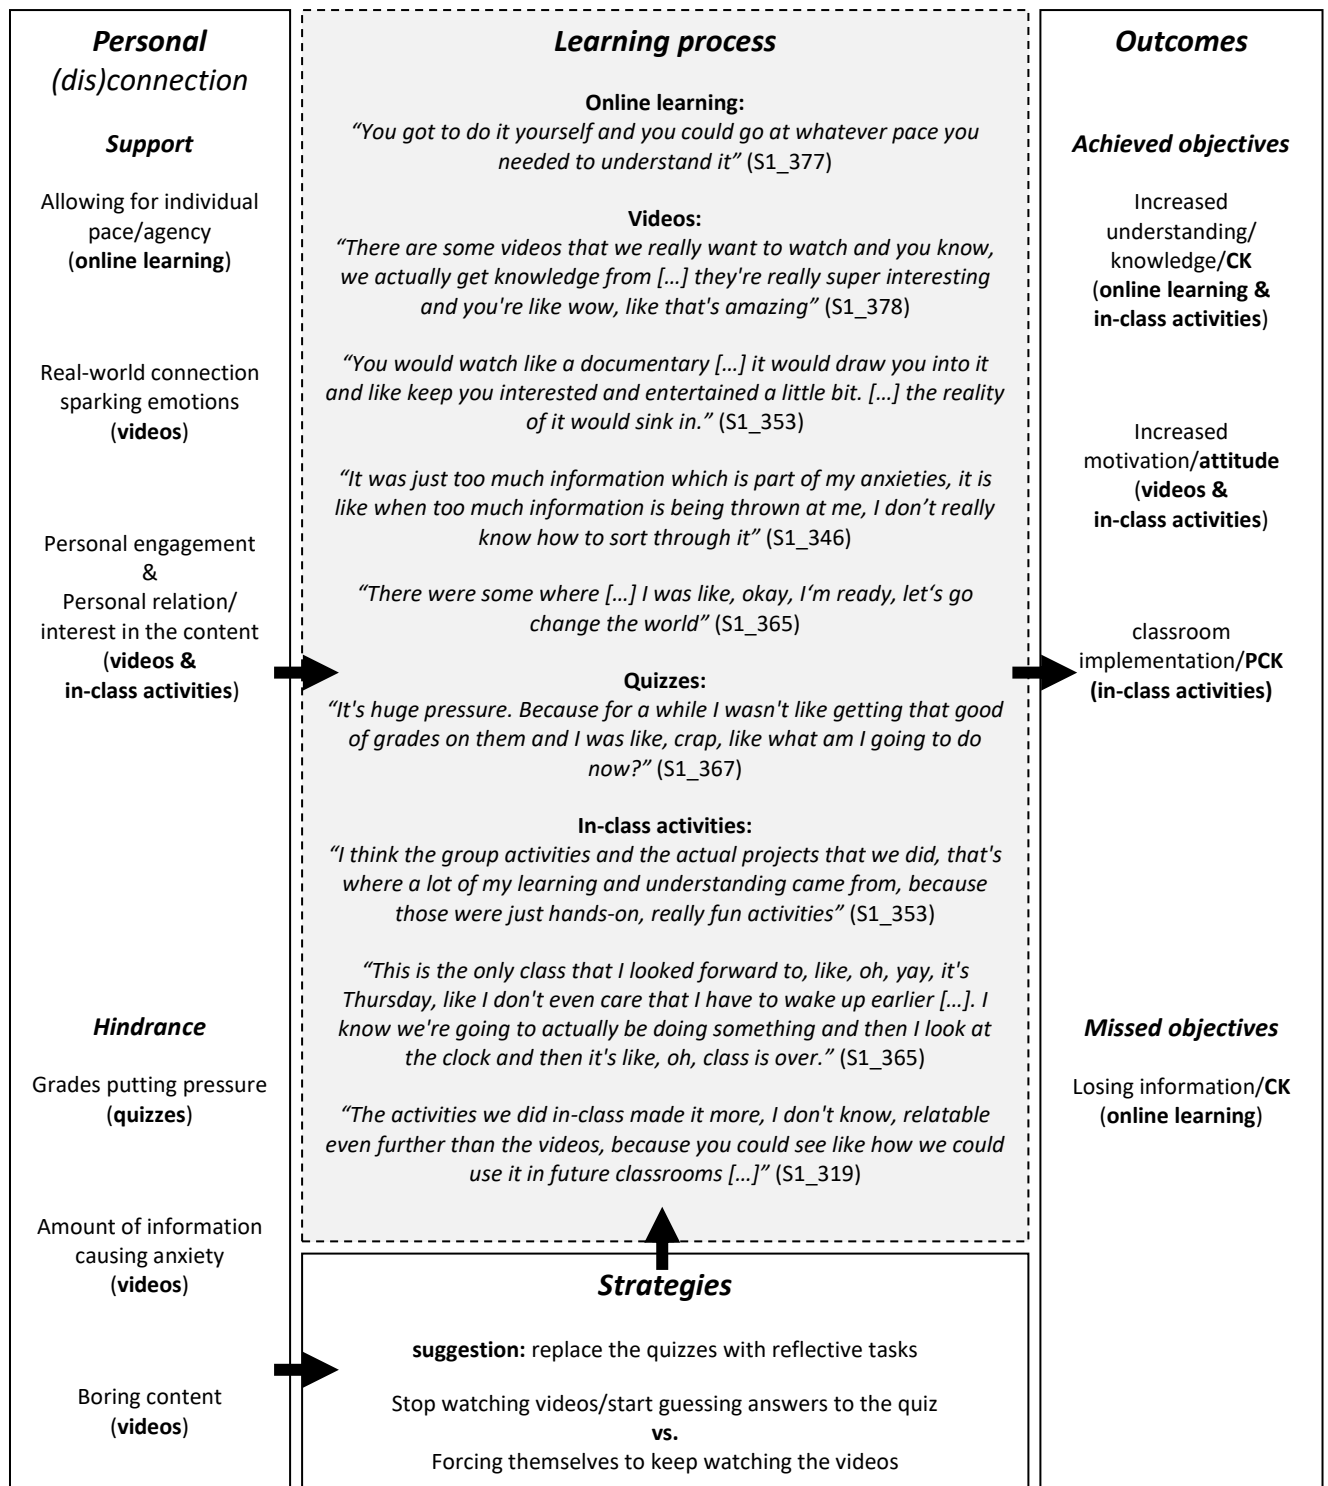 Personal
(dis)connection
Support
Allowing for individual
pace/agency
(online learning)
Real-world connection
sparking emotions
(videos)
Personal engagement
&
Personal relation/
interest in the content
(videos &
in-class activities)
Hindrance
Grades putting pressure
(quizzes)
Amount of information
causing anxiety
(videos)
Boring content
(videos)
Learning process
Online learning:
“You got to do it yourself and you could go at whatever pace you
needed to understand it” (S1_377)
Videos:
“There are some videos that we really want to watch and you know,
we actually get knowledge from […] they're really super interesting
and you're like wow, like that's amazing” (S1_378)
“You would watch like a documentary […] it would draw you into it
and like keep you interested and entertained a little bit. […] the reality
of it would sink in.” (S1_353)
“It was just too much information which is part of my anxieties, it is
like when too much information is being thrown at me, I don’t really
know how to sort through it” (S1_346)
“There were some where […] I was like, okay, I‘m ready, let‘s go
change the world” (S1_365)
Quizzes:
“It's huge pressure. Because for a while I wasn't like getting that good
of grades on them and I was like, crap, like what am I going to do
now?” (S1_367)
In-class activities:
“I think the group activities and the actual projects that we did, that's
where a lot of my learning and understanding came from, because
those were just hands-on, really fun activities” (S1_353)
“This is the only class that I looked forward to, like, oh, yay, it's
Thursday, like I don't even care that I have to wake up earlier […]. I
know we're going to actually be doing something and then I look at
the clock and then it's like, oh, class is over.” (S1_365)
“The activities we did in-class made it more, I don't know, relatable
even further than the videos, because you could see like how we could
use it in future classrooms […]” (S1_319)
Strategies
suggestion: replace the quizzes with reflective tasks
Stop watching videos/start guessing answers to the quiz
vs.
Forcing themselves to keep watching the videos
Outcomes
Achieved objectives
Increased
understanding/
knowledge/CK
(online learning &
in-class activities)
Increased
motivation/attitude
(videos &
in-class activities)
classroom
implementation/PCK
(in-class activities)
Missed objectives
Losing information/CK
(online learning)